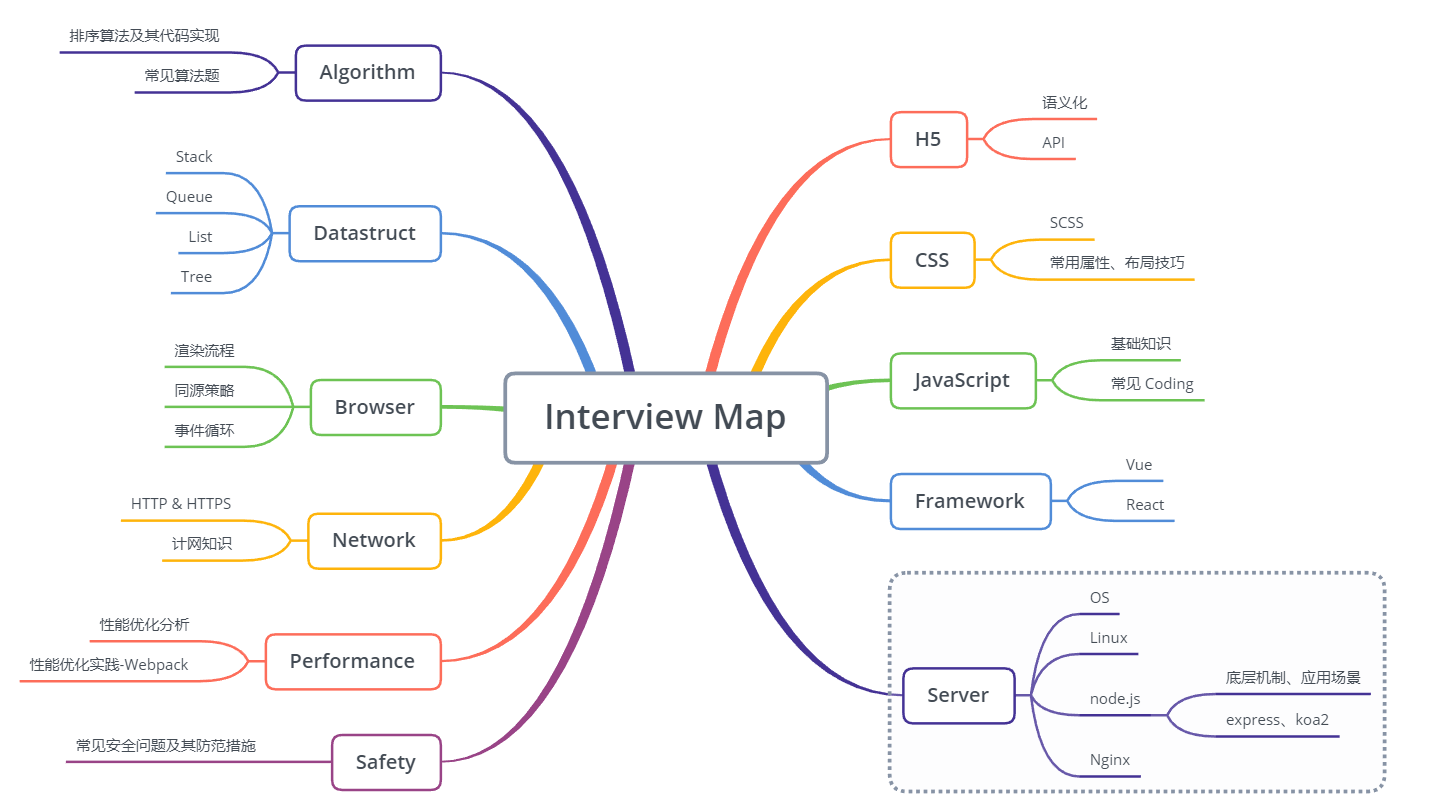 Interview Map
Algorithm
排序算法及其代码实现
常见算法题
Datastruct
Stack
Queue
List
Tree
Browser
渲染流程
同源策略
事件循环
Network
HTTP & HTTPS
计网知识
Performance
性能优化分析
性能优化实践-Webpack
Safety
常见安全问题及其防范措施
H5
语义化
API
CSS
SCSS
常用属性、布局技巧
JavaScript
基础知识
常见 Coding
Framework
Vue
React
Server
OS
Linux
node.js
底层机制、应用场景
express、koa2
Nginx